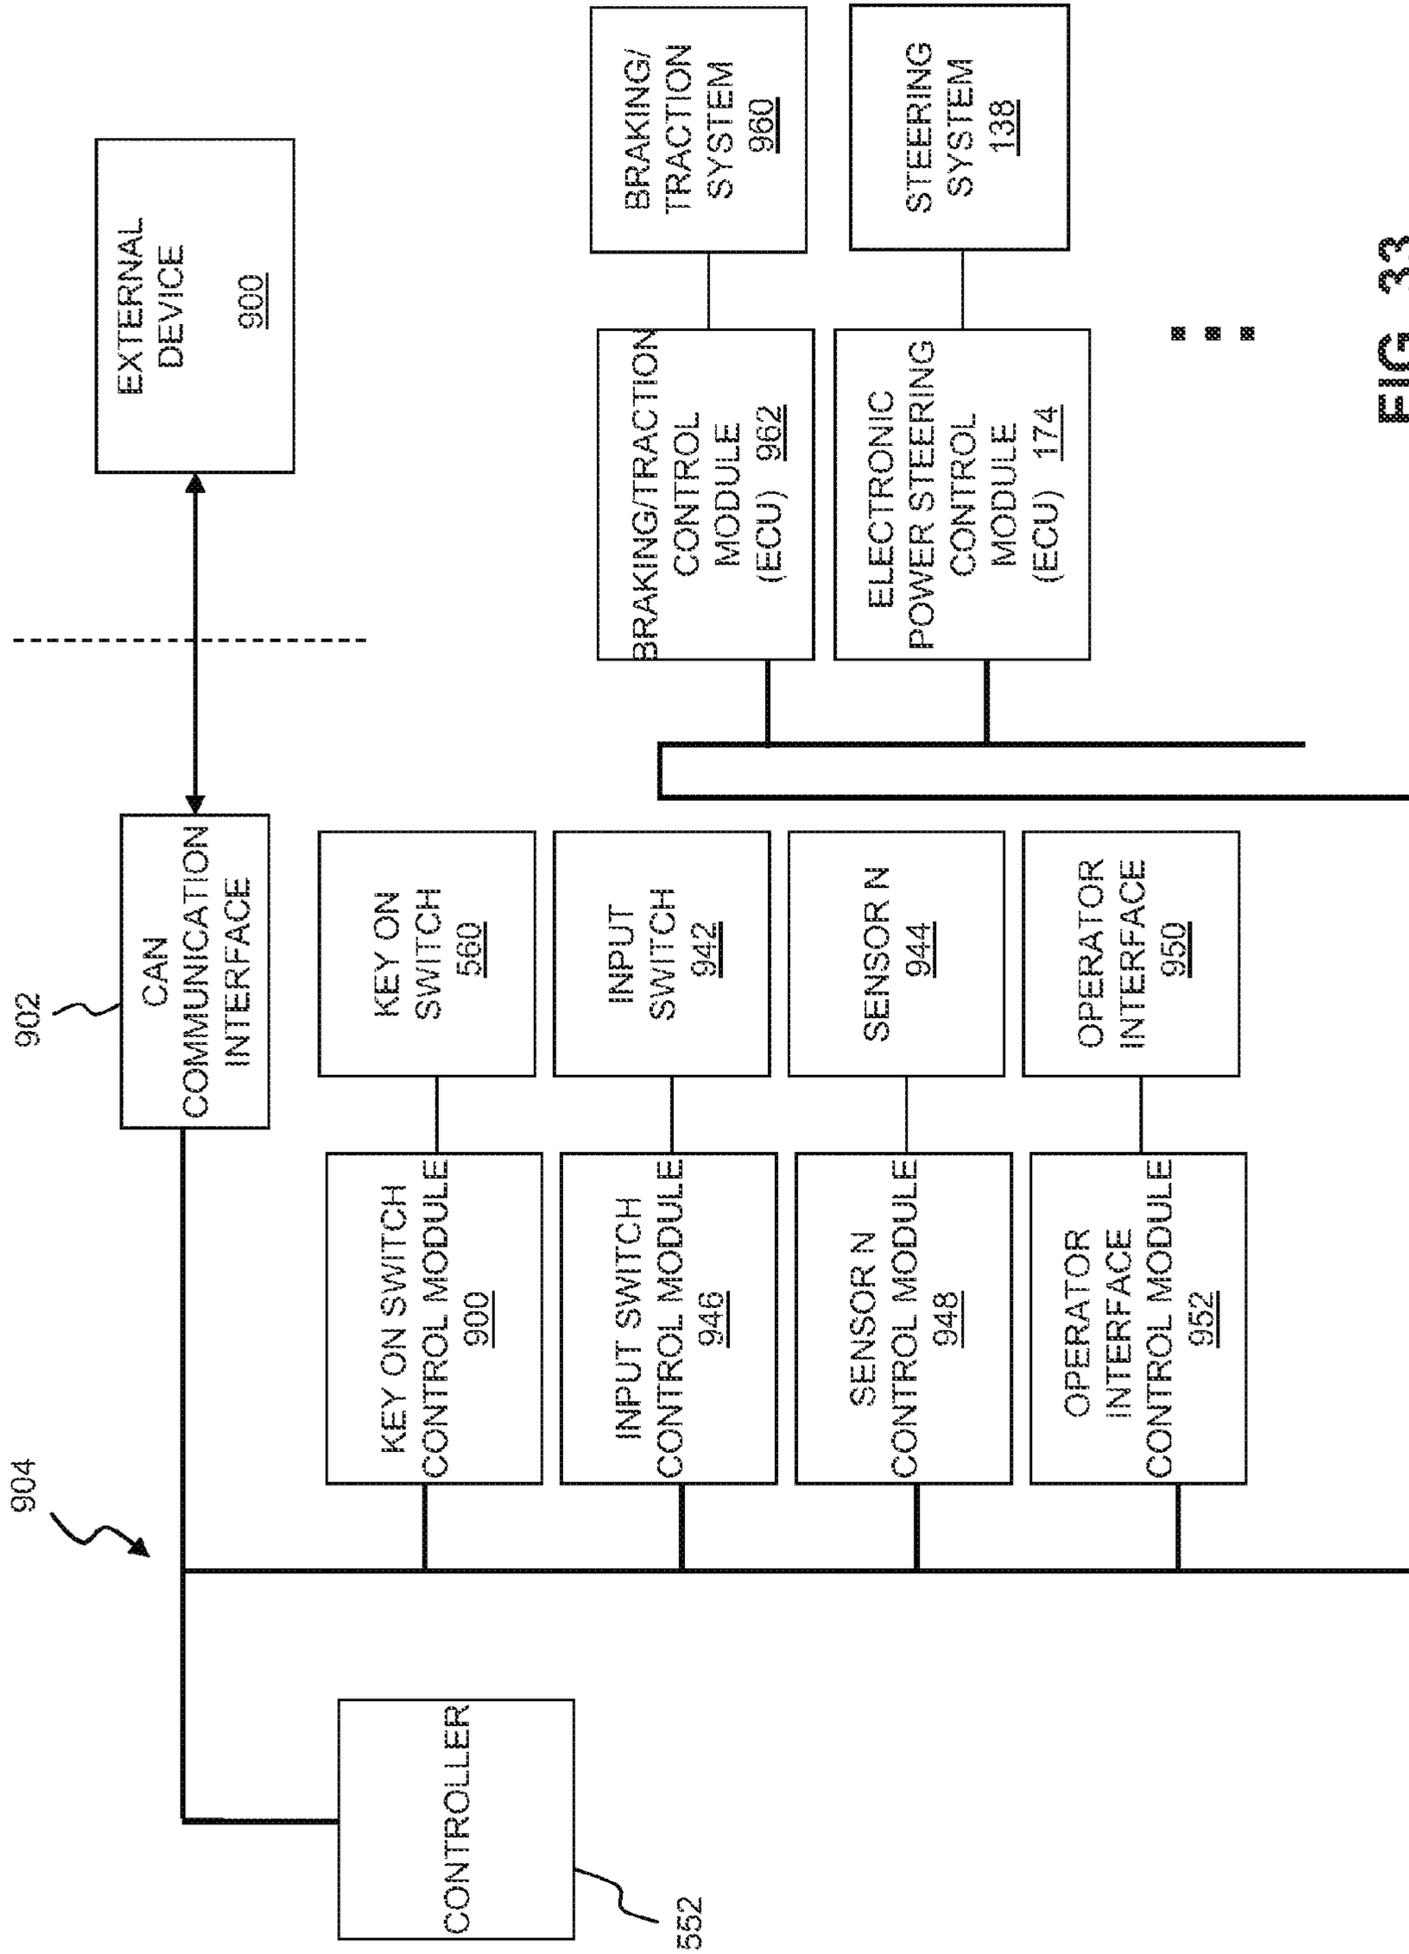 904
902
CAN
COMMUNICATION
INTERFACE
EXTERNAL
DEVICE
900
CONTROLLER
552
KEY ON SWITCH
CONTROL MODULE
900
KEY ON
SWITCH
560
INPUT SWITCH
CONTROL MODULE
946
INPUT
SWITCH
942
SENSOR N
CONTROL MODULE
948
SENSOR N
944
OPERATOR
INTERFACE
CONTROL MODULE
952
OPERATOR
INTERFACE
950
BRAKING/TRACTION
CONTROL
MODULE
(ECU) 962
BRAKING/
TRACTION
SYSTEM
960
ELECTRONIC
POWER STEERING
CONTROL
MODULE
(ECU) 174
STEERING
SYSTEM
138
FIG. 33